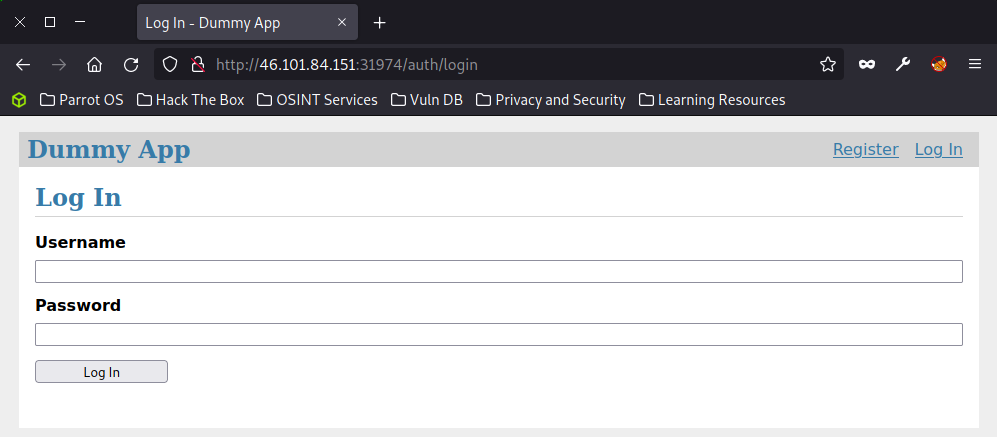 Log In - Dummy App
http://46.101.84.151:31974/auth/login
Parrot OS Hack The Box OSINT Services Vuln DB Privacy and Security Learning Resources
Dummy App Register Log In
Log In
Username
Password
Log In